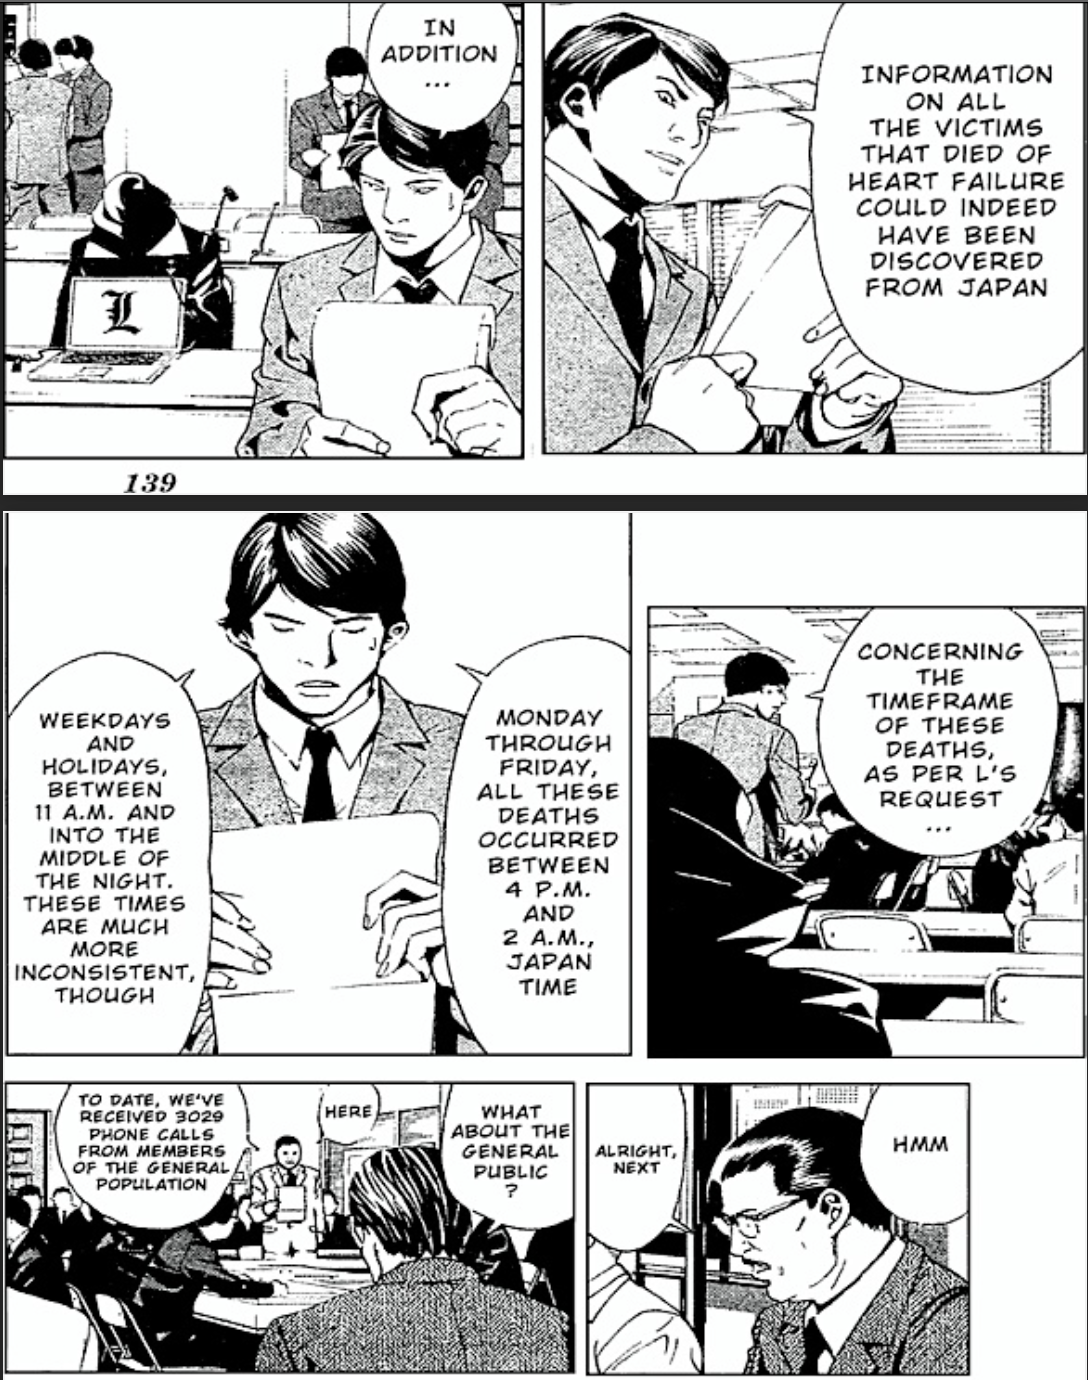 INFORMATION
ON ALL
THE VICTIMS
THAT DIED OF
HEART FAILURE
COULD INDEED
HAVE BEEN
DISCOVERED
FROM JAPAN
IN
ADDITION
...
L
139
CONCERNING
THE
TIMEFRAME
OF THESE
DEATHS,
AS PER L'S
REQUEST
...
MONDAY
THROUGH
FRIDAY,
ALL THESE
DEATHS
OCCURRED
BETWEEN
4 P.M.
AND
2 A.M.,
JAPAN
TIME
WEEKDAYS
AND
HOLIDAYS,
BETWEEN
11 A.M. AND
INTO THE
MIDDLE OF
THE NIGHT.
THESE TIMES
ARE MUCH
MORE
INCONSISTENT,
THOUGH
HMM
ALRIGHT,
NEXT
WHAT
ABOUT THE
GENERAL
PUBLIC
?
HERE
TO DATE, WE'VE
RECEIVED 3029
PHONE CALLS
FROM MEMBERS
OF THE GENERAL
POPULATION